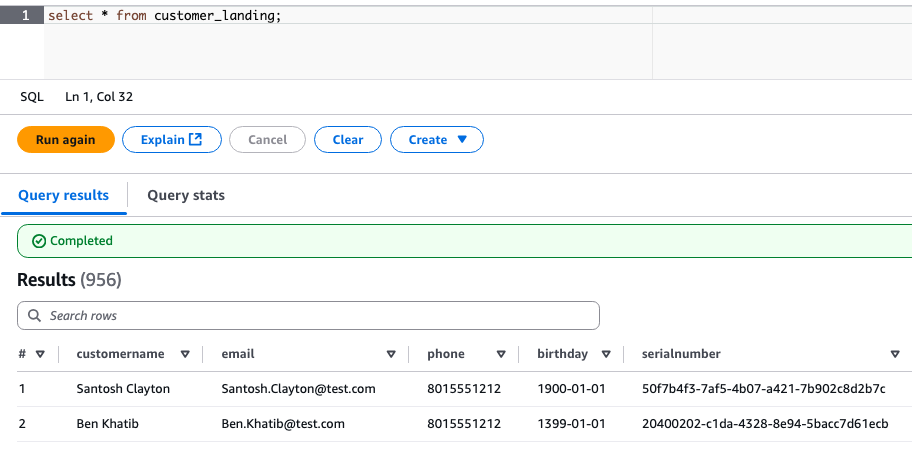 1 select * from customer_landing;
SQL Ln 1, Col 32
Run again Explain Cancel Clear Create
Query results Query stats
Completed
Results (956)
Search rows
# customername email phone birthday serialnumber
1 Santosh Clayton Santosh.Clayton@test.com 8015551212 1900-01-01 50f7b4f3-7af5-4b07-a421-7b902c8d2b7c
2 Ben Khatib Ben.Khatib@test.com 8015551212 1399-01-01 20400202-c1da-4328-8e94-5bacc7d61ecb